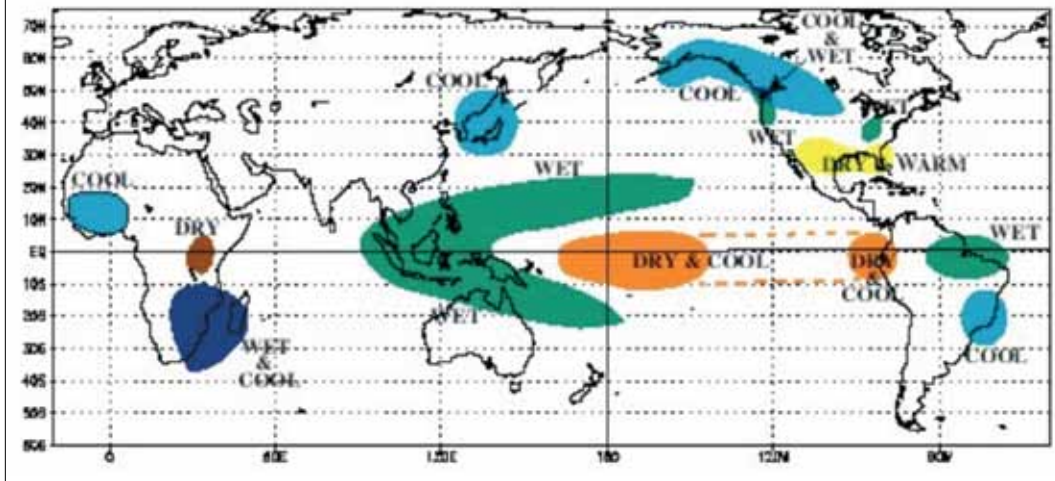 COOL
&
WET
COOL
COOL
WET
WET
DRY & WARM
WET
COOL
DRY
WET
DRY & COOL
DRY
&
COOL
WET
WET
&
COOL
COOL
70N
60N
50N
40N
30N
20N
10N
EQ
10S
20S
30S
40S
50S
60S
0
60E
120E
180
120W
60W